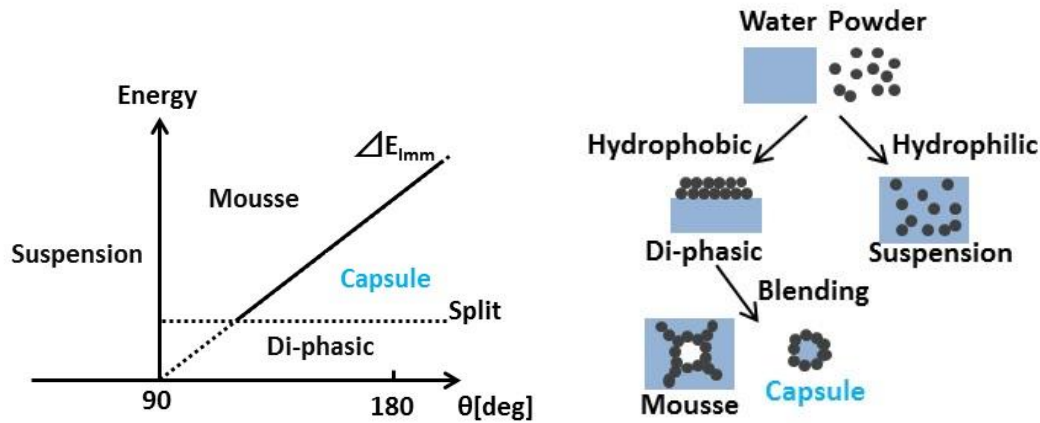 Energy
⊿E_Imm
Mousse
Suspension
Capsule
Split
Di-phasic
90
180
θ[deg]
Water Powder
Hydrophobic
Hydrophilic
Di-phasic
Suspension
Blending
Mousse
Capsule